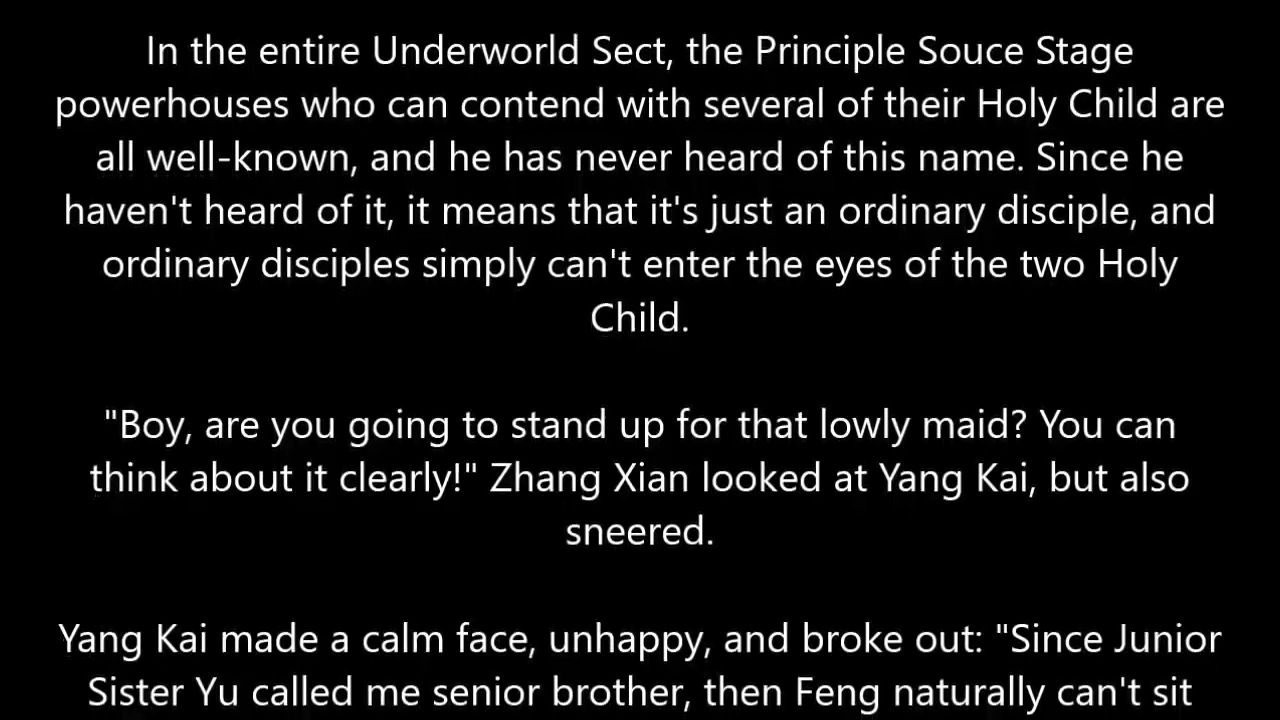 In the entire Underworld Sect, the Principle Souce Stage
powerhouses who can contend with several of their Holy Child are
all well-known, and he has never heard of this name. Since he
haven't heard of it, it means that it's just an ordinary disciple, and
ordinary disciples simply can't enter the eyes of the two Holy
Child.
"Boy, are you going to stand up for that lowly maid? You can
think about it clearly!" Zhang Xian looked at Yang Kai, but also
sneered.
Yang Kai made a calm face, unhappy, and broke out: "Since Junior
Sister Yu called me senior brother, then Feng naturally can't sit